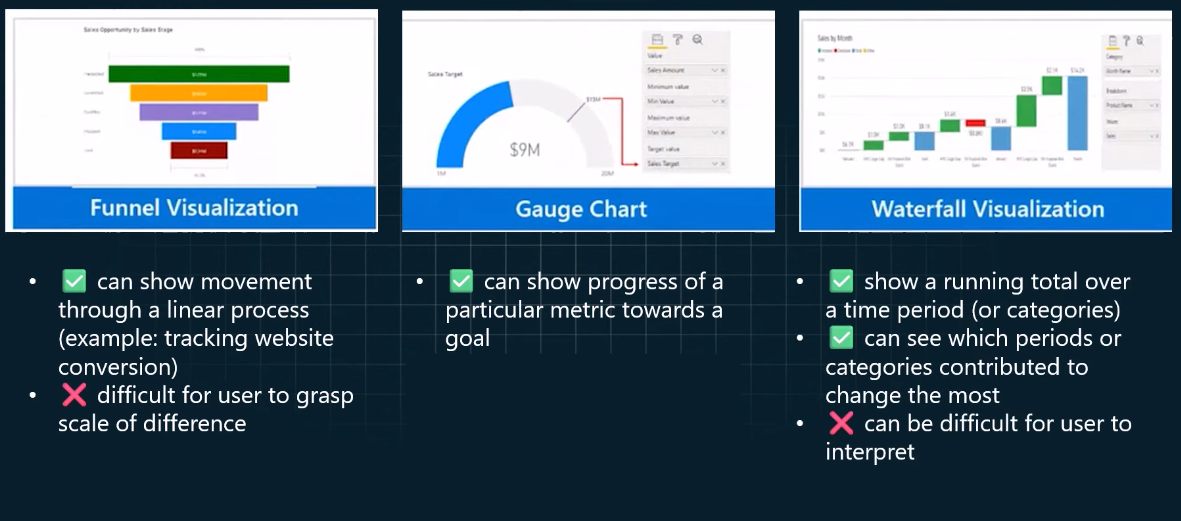 Sales Opportunity by Sales Stage
Funnel Visualization
Sales Target
$9M
1M
20M
$15M
Value
Sales Amount
Minimum value
Min Value
Maximum value
Max Value
Target value
Sales Target
Gauge Chart
Sales by Month
Category
Month Name
Breakdown
Product Name
Sales
Waterfall Visualization
✅ can show movement
through a linear process
(example: tracking website
conversion)
❌ difficult for user to grasp
scale of difference
✅ can show progress of a
particular metric towards a
goal
✅ show a running total over
a time period (or categories)
✅ can see which periods or
categories contributed to
change the most
❌ can be difficult for user to
interpret